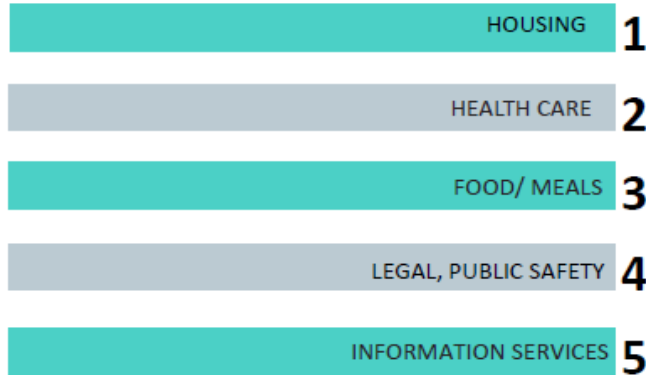 HOUSING 1
HEALTH CARE 2
FOOD/ MEALS 3
LEGAL, PUBLIC SAFETY 4
INFORMATION SERVICES 5